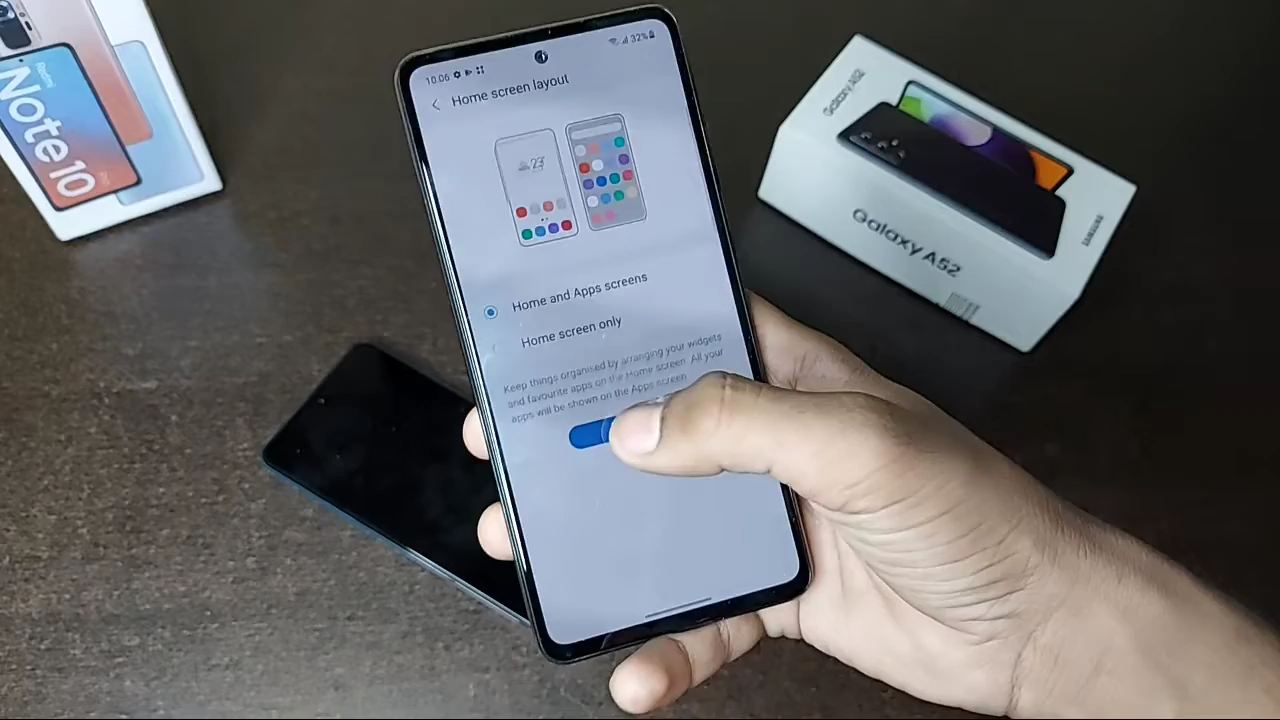 Redmi
Note10
10.06
32%
Home screen layout
23°
Home and Apps screens
Home screen only
Keep things organised by arranging your widgets
and favourite apps on the Home screen. All your
apps will be shown on the Apps screen.
Galaxy A52
Galaxy A52
SAMSUNG